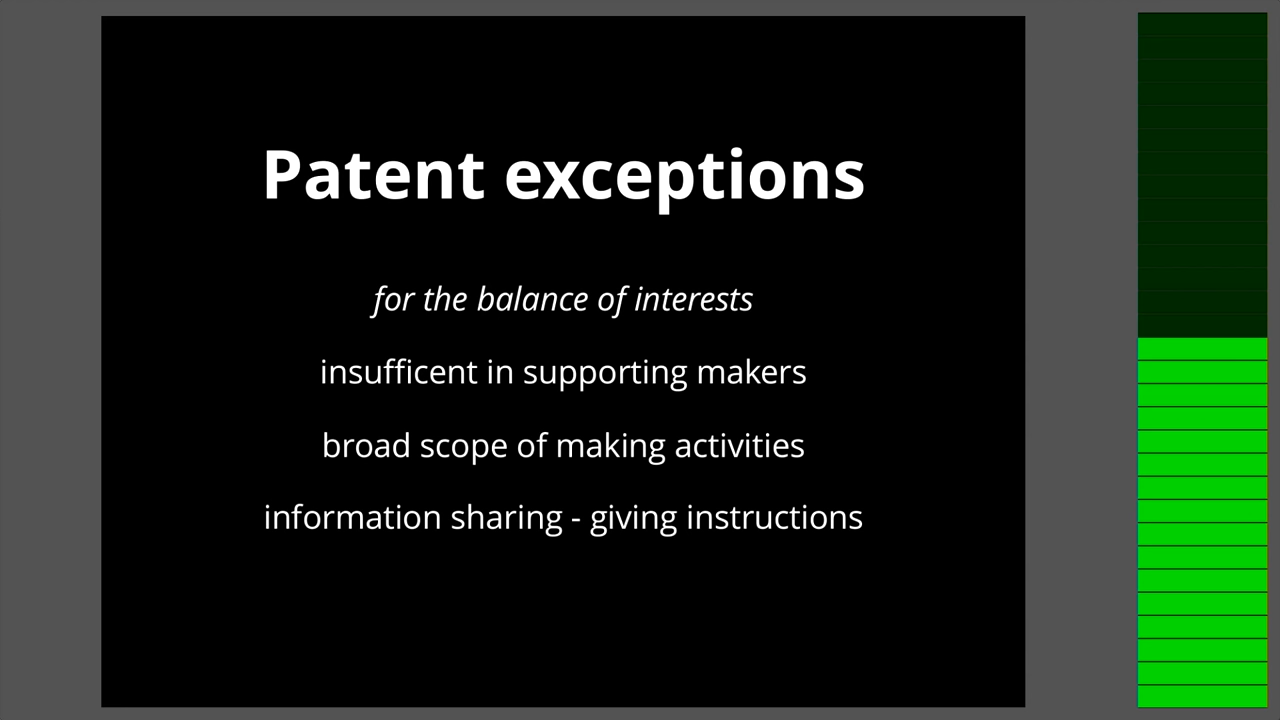 Patent exceptions
for the balance of interests
insufficent in supporting makers
broad scope of making activities
information sharing - giving instructions